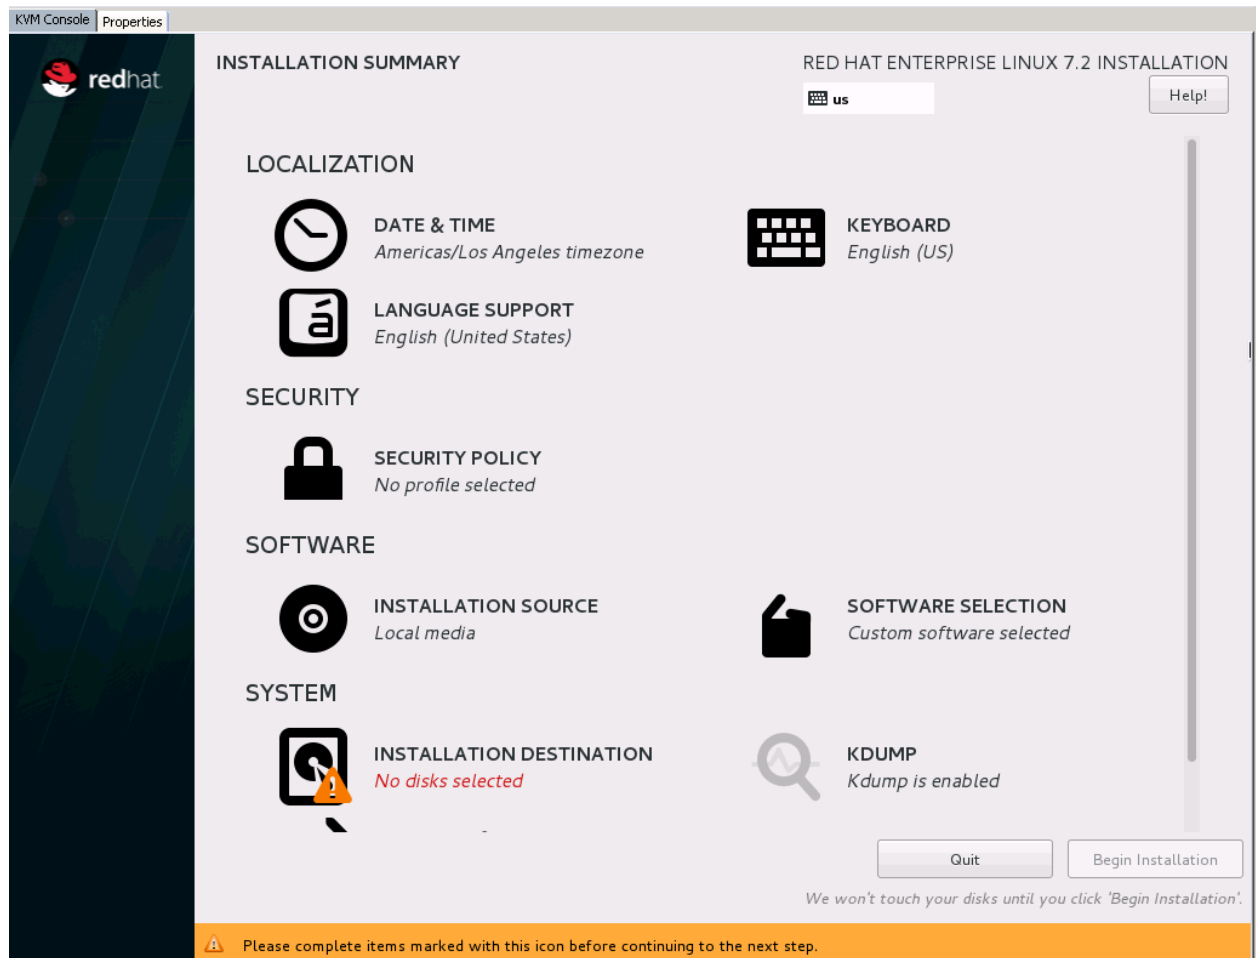 KVM Console
Properties
redhat.
INSTALLATION SUMMARY
RED HAT ENTERPRISE LINUX 7.2 INSTALLATION
us
Help!
LOCALIZATION
DATE & TIME
Americas/Los Angeles timezone
KEYBOARD
English (US)
á
LANGUAGE SUPPORT
English (United States)
SECURITY
SECURITY POLICY
No profile selected
SOFTWARE
INSTALLATION SOURCE
Local media
SOFTWARE SELECTION
Custom software selected
SYSTEM
INSTALLATION DESTINATION
No disks selected
KDUMP
Kdump is enabled
Quit
Begin Installation
We won't touch your disks until you click 'Begin Installation'.
Please complete items marked with this icon before continuing to the next step.